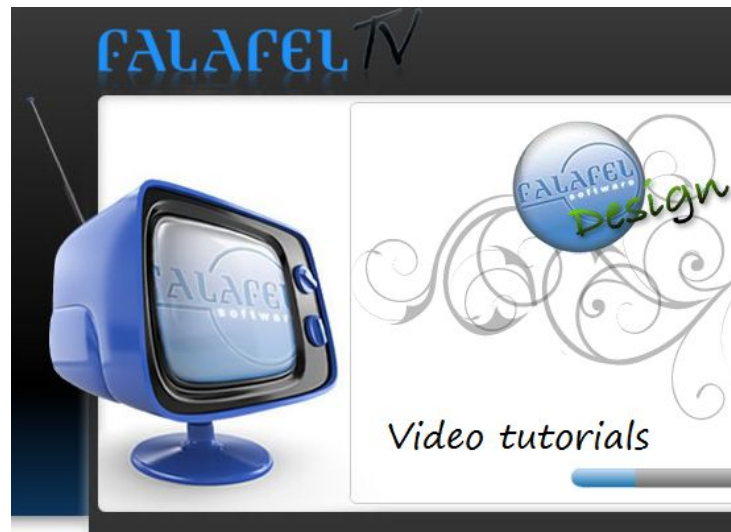 FALAFEL TV
FALAFEL
software
Design
FALAFEL
software
Video tutorials